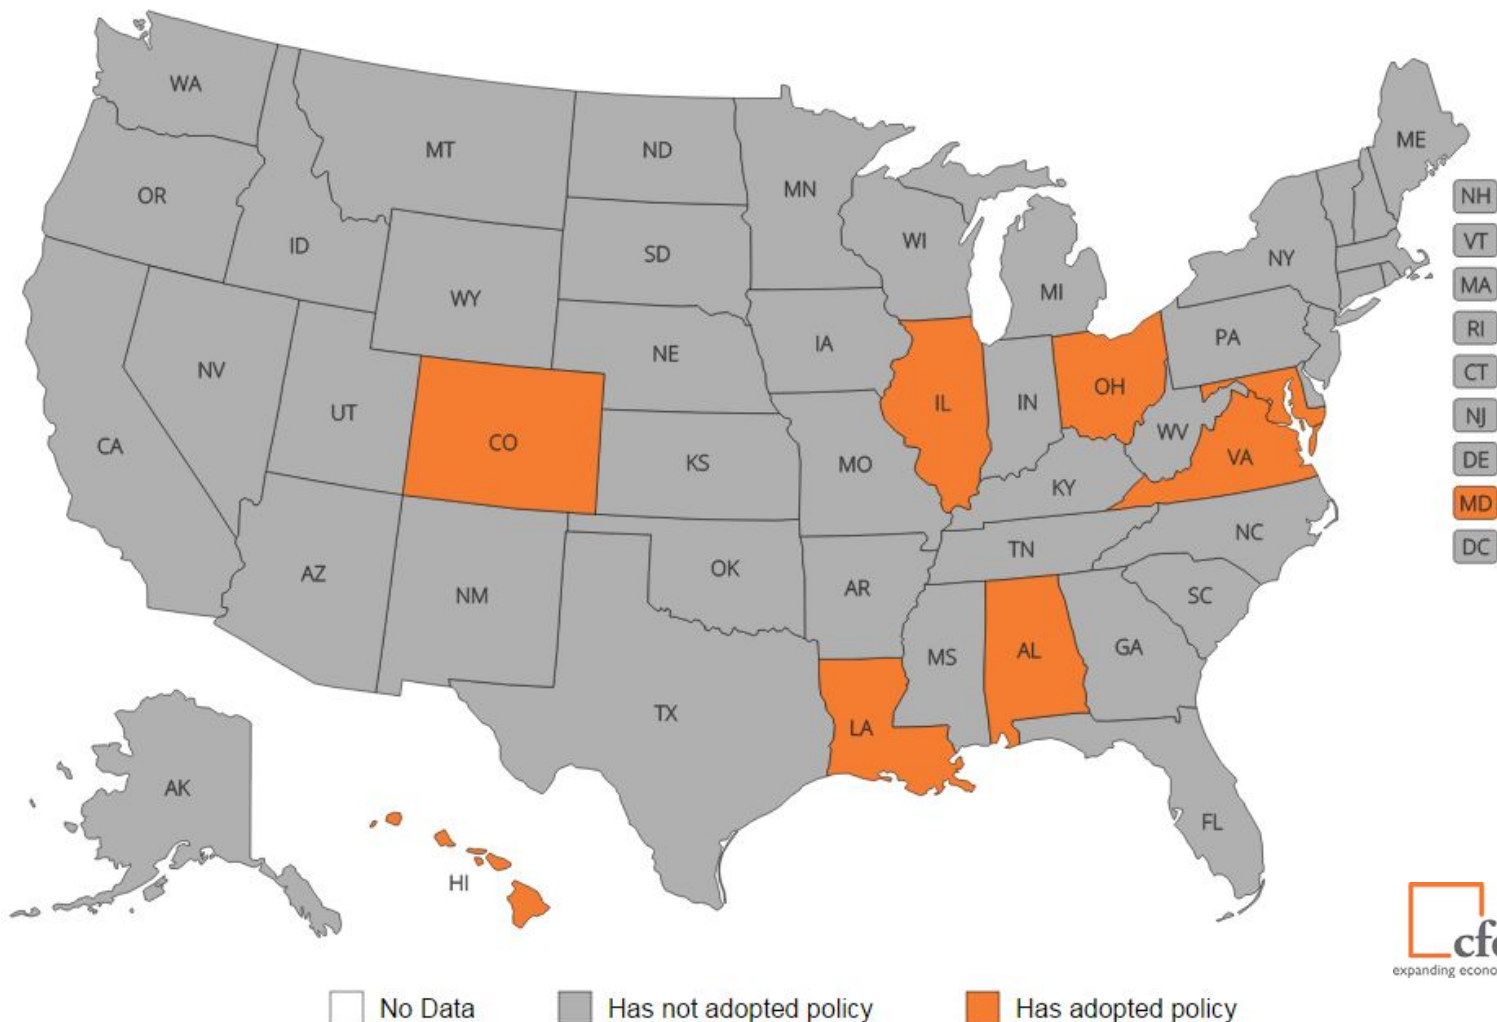 WA
MT
ND
ME
MN
OR
NH
ID
SD
WI
VT
NY
WY
MI
MA
RI
PA
IA
NE
NV
CT
UT
OH
IL
IN
NJ
CO
WV
CA
VA
DE
KS
MO
KY
MD
NC
TN
DC
AZ
OK
NM
AR
SC
GA
AL
MS
TX
LA
AK
FL
HI
cfe
expanding econo
No Data
Has not adopted policy
Has adopted policy